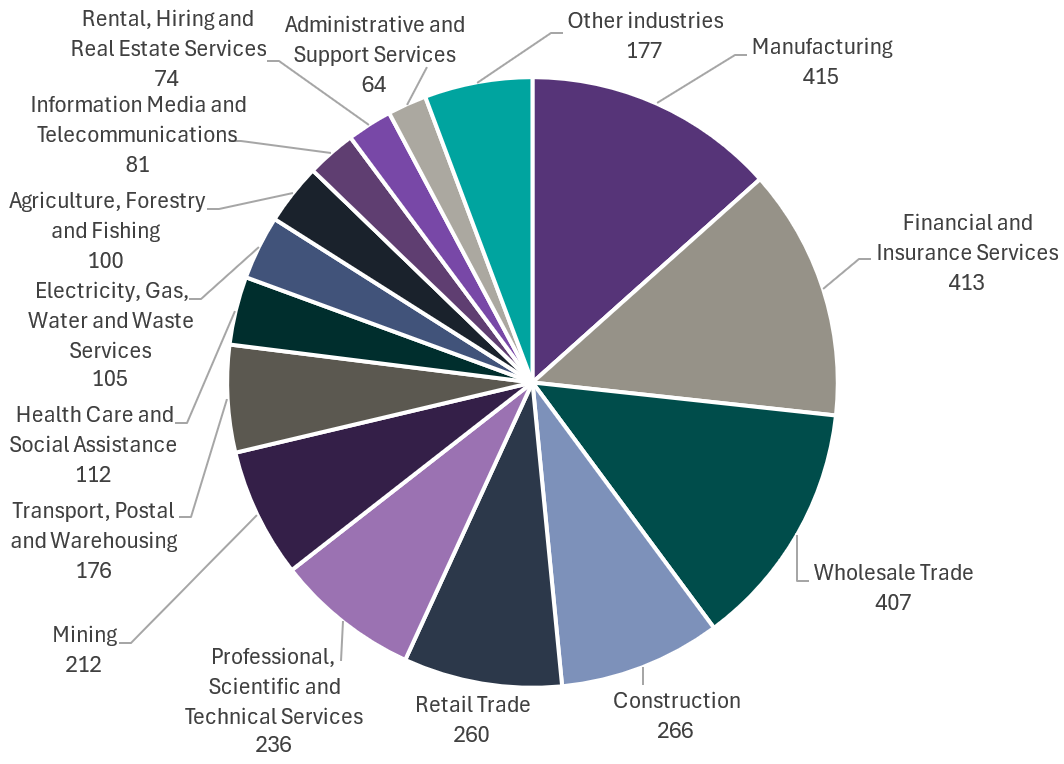 Other industries
177
Manufacturing
415
Financial and
Insurance Services
413
Wholesale Trade
407
Construction
266
Retail Trade
260
Professional,
Scientific and
Technical Services
236
Mining
212
Transport, Postal
and Warehousing
176
Health Care and
Social Assistance
112
Electricity, Gas,
Water and Waste
Services
105
Agriculture, Forestry
and Fishing
100
Information Media and
Telecommunications
81
Rental, Hiring and
Real Estate Services
74
Administrative and
Support Services
64